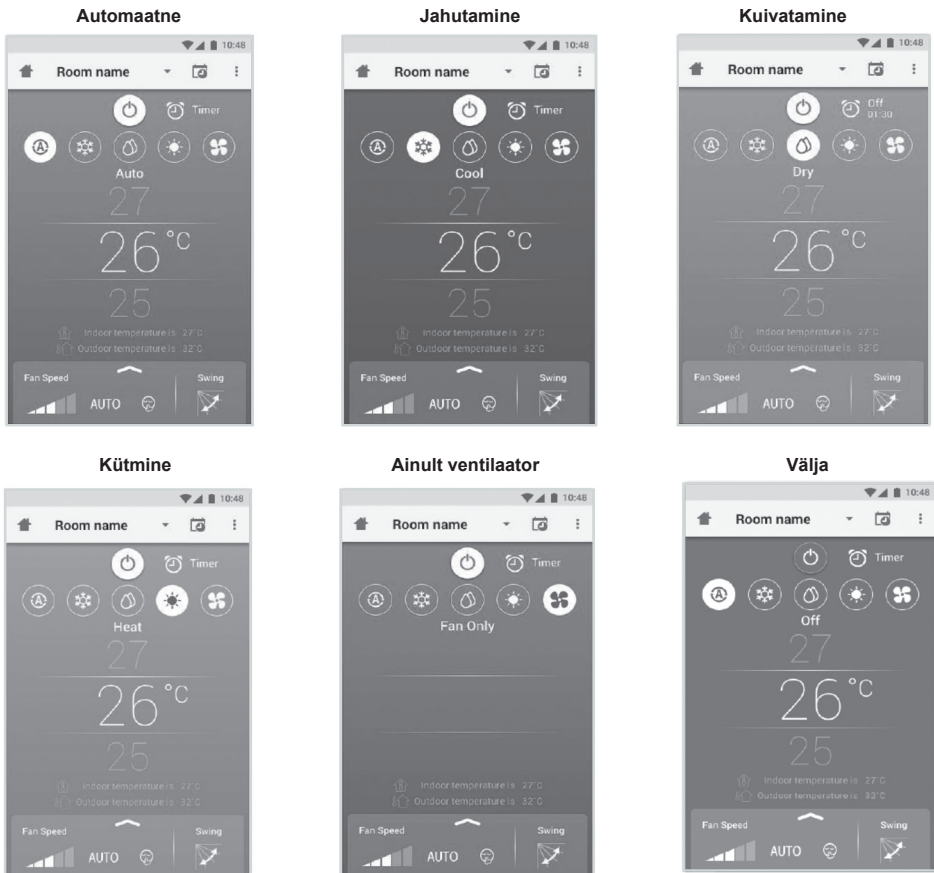 Automaatne
10:48
Room name
Timer
A
Auto
27
26°C
25
Indoor temperature is 27°C
Outdoor temperature is 32°C
Fan Speed Swing
AUTO
Jahutamine
10:48
Room name
Timer
A
Cool
27
26°C
25
Indoor temperature is 27°C
Outdoor temperature is 32°C
Fan Speed Swing
AUTO
Kuivatamine
10:48
Room name
Off
01:30
A
Dry
27
26°C
25
Indoor temperature is 27°C
Outdoor temperature is 32°C
Fan Speed Swing
AUTO
Kütmine
10:48
Room name
Timer
A
Heat
27
26°C
25
Indoor temperature is 27°C
Outdoor temperature is 32°C
Fan Speed Swing
AUTO
Ainult ventilaator
10:48
Room name
Timer
A
Fan Only
Indoor temperature is 27°C
Outdoor temperature is 32°C
Fan Speed Swing
AUTO
Välja
10:48
Room name
Timer
A
Off
27
26°C
25
Indoor temperature is 27°C
Outdoor temperature is 32°C
Fan Speed Swing
AUTO